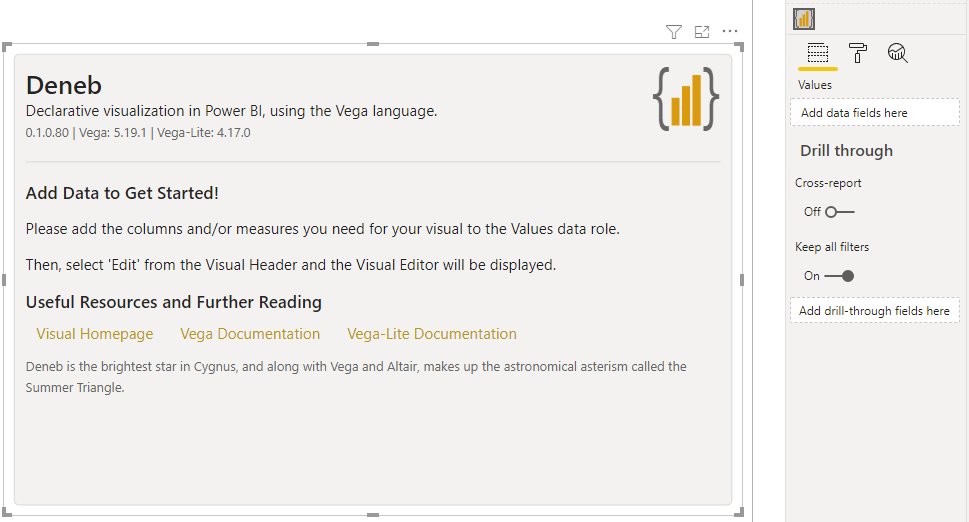 Deneb
Declarative visualization in Power BI, using the Vega language.
0.1.0.80 | Vega: 5.19.1 | Vega-Lite: 4.17.0
Add Data to Get Started!
Please add the columns and/or measures you need for your visual to the Values data role.
Then, select 'Edit' from the Visual Header and the Visual Editor will be displayed.
Useful Resources and Further Reading
Visual Homepage Vega Documentation Vega-Lite Documentation
Deneb is the brightest star in Cygnus, and along with Vega and Altair, makes up the astronomical asterism called the
Summer Triangle.
Values
Add data fields here
Drill through
Cross-report
Off
Keep all filters
On
Add drill-through fields here